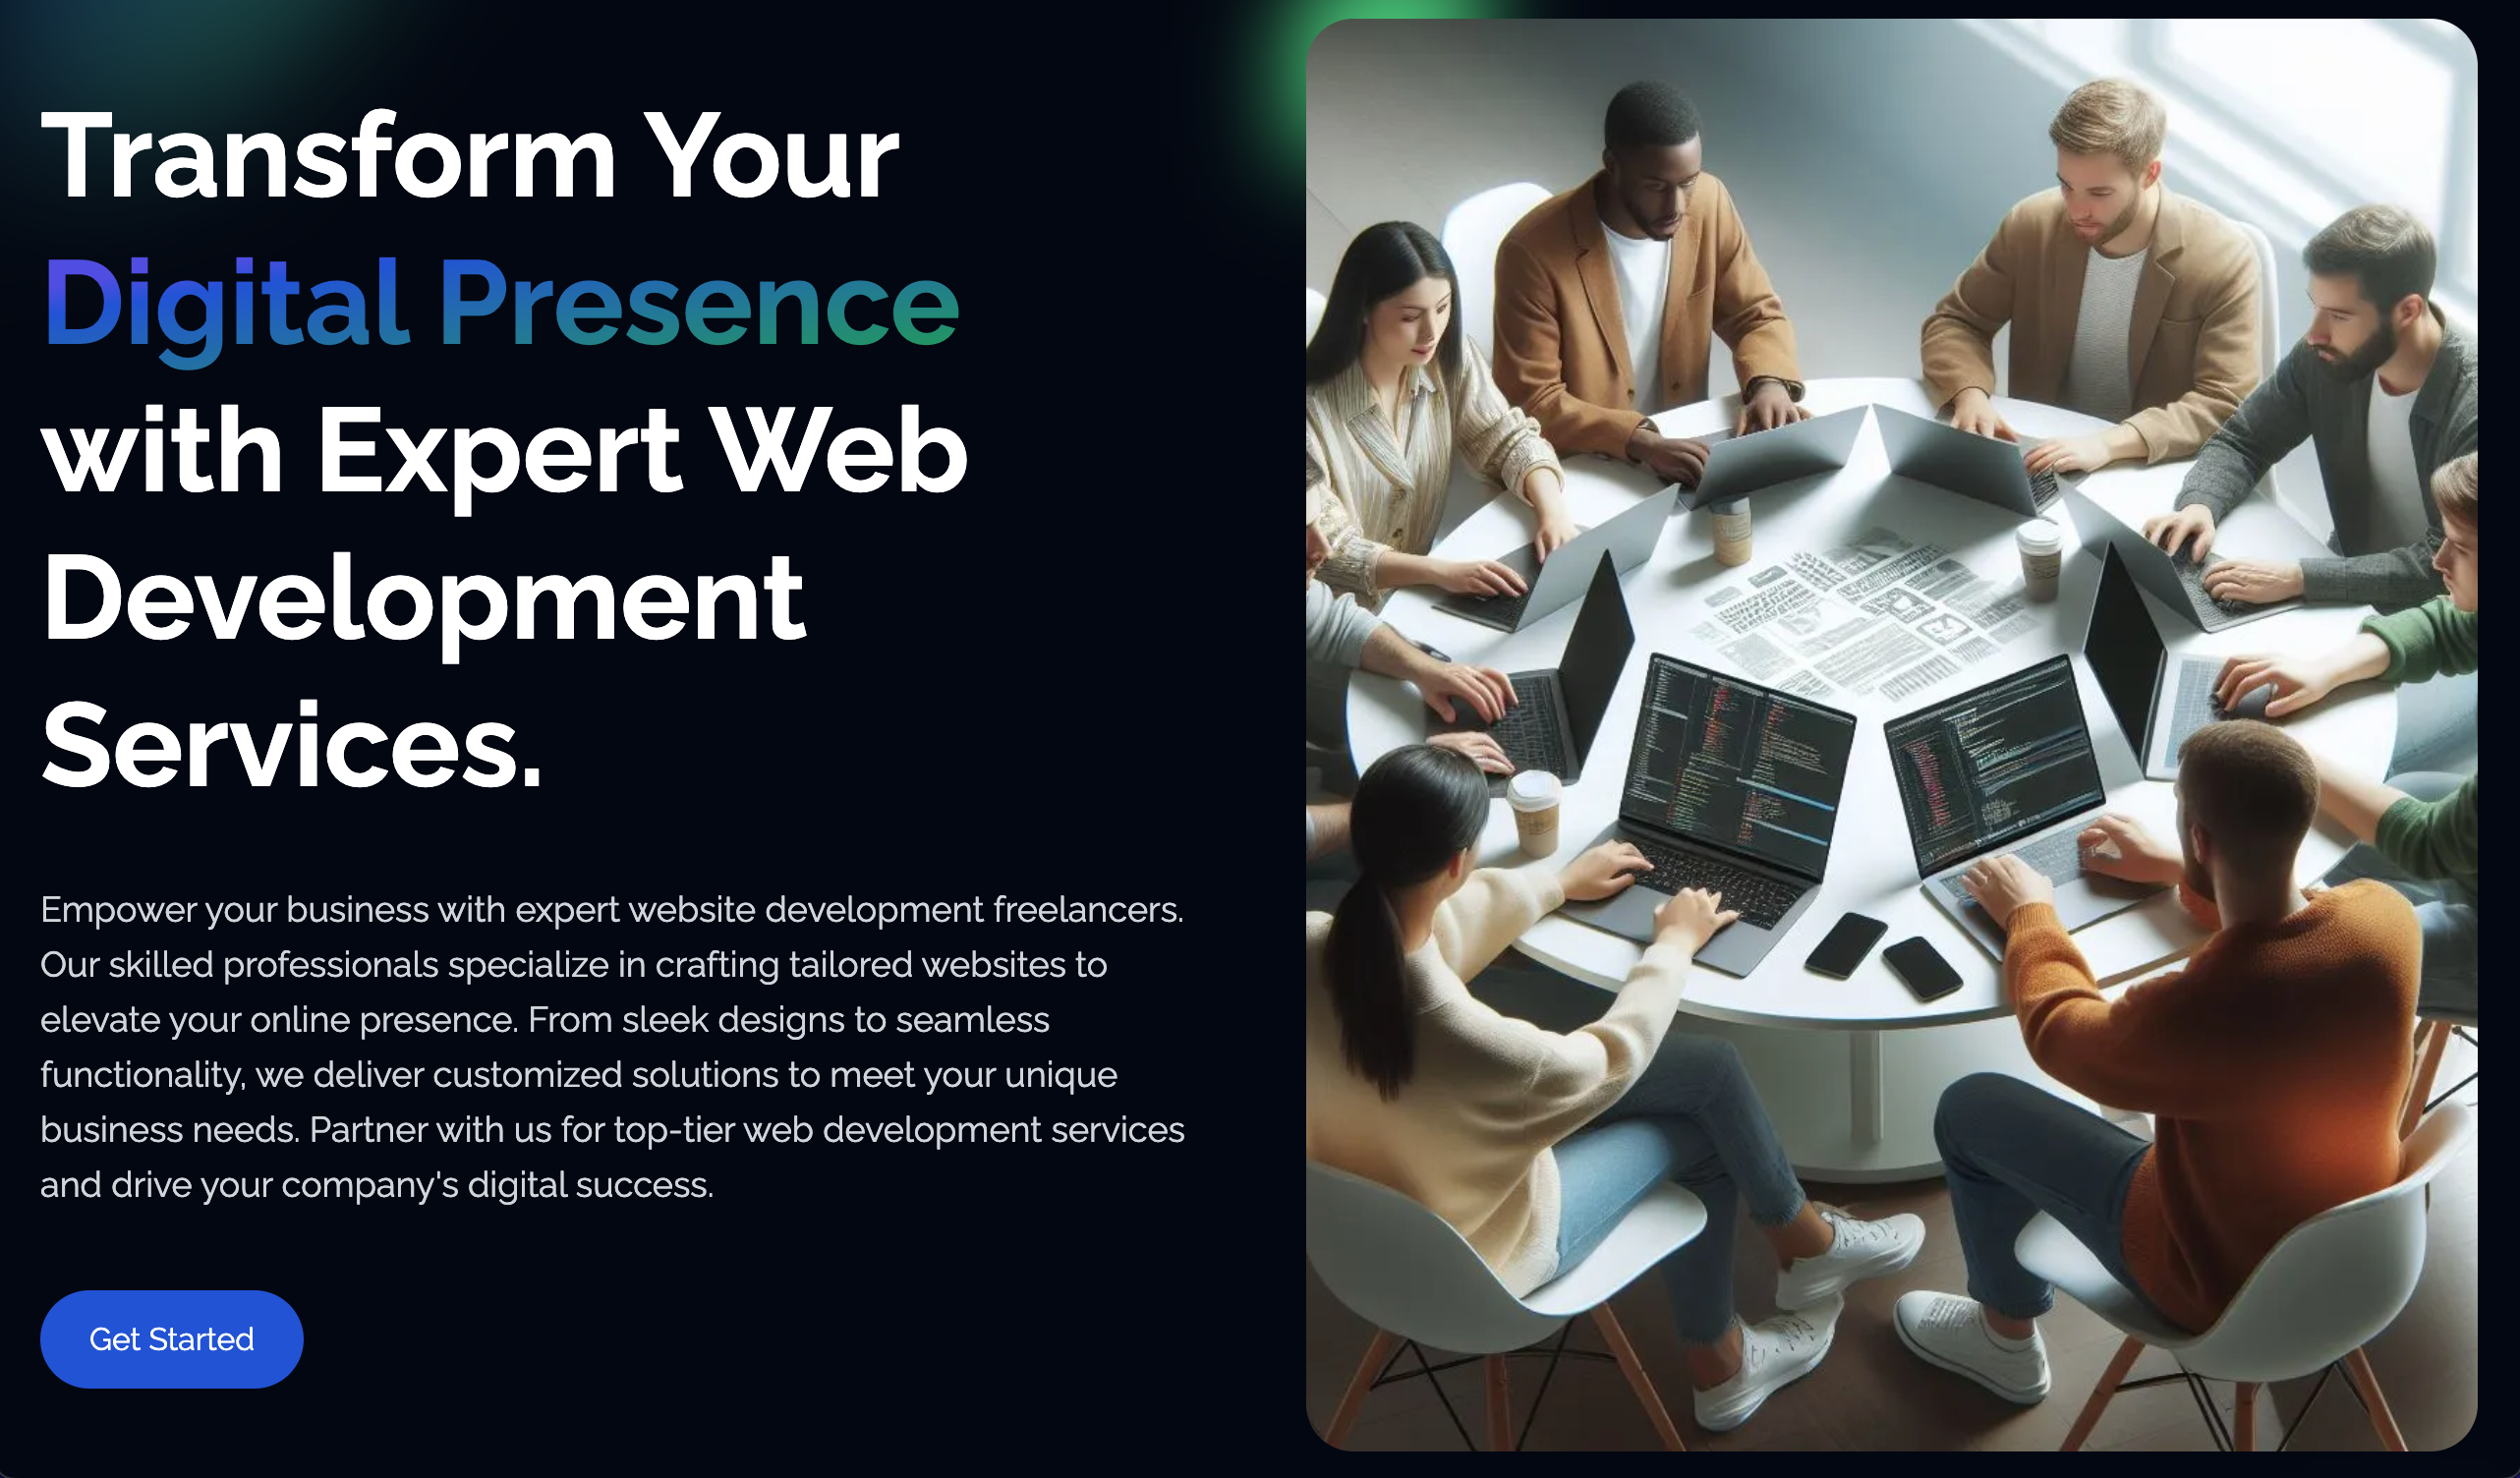 Transform Your
Digital Presence
with Expert Web
Development
Services.
Empower your business with expert website development freelancers.
Our skilled professionals specialize in crafting tailored websites to
elevate your online presence. From sleek designs to seamless
functionality, we deliver customized solutions to meet your unique
business needs. Partner with us for top-tier web development services
and drive your company's digital success.
Get Started